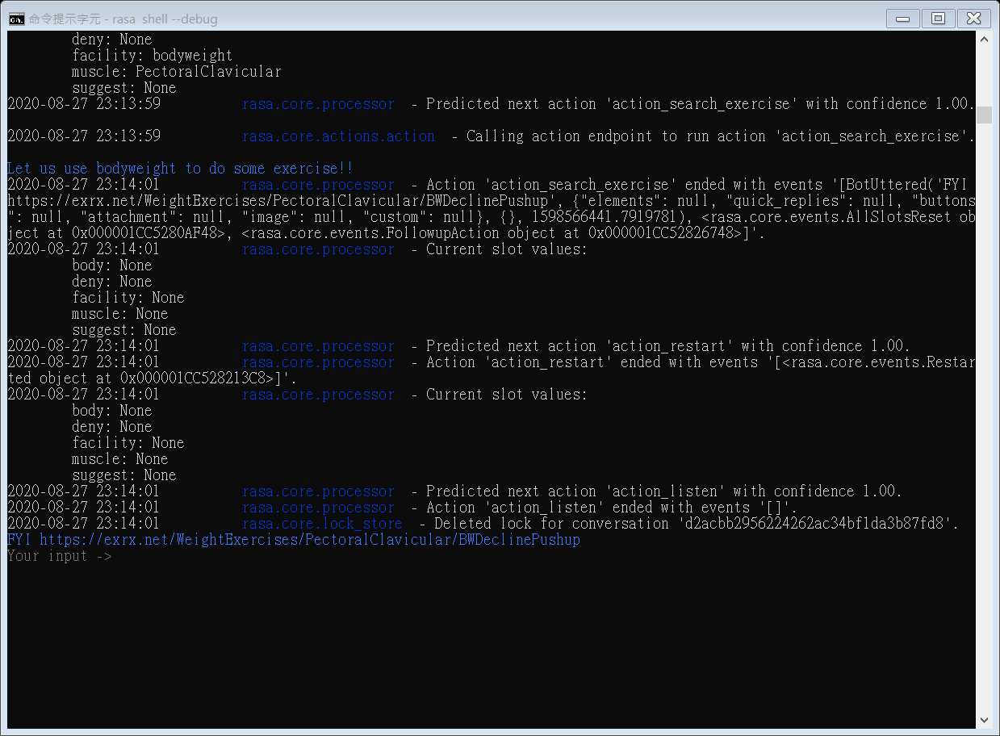 命令提示字元 - rasa shell --debug
deny: None
facility: bodyweight
muscle: PectoralClavicular
suggest: None
2020-08-27 23:13:59 rasa.core.processor - Predicted next action 'action_search_exercise' with confidence 1.00.
2020-08-27 23:13:59 rasa.core.actions.action - Calling action endpoint to run action 'action_search_exercise'.
Let us use bodyweight to do some exercise!!
2020-08-27 23:14:01 rasa.core.processor - Action 'action_search_exercise' ended with events '[BotUttered('FYI
https://exrx.net/WeightExercises/PectoralClavicular/BWDeclinePushup', {"elements": null, "quick_replies": null, "buttons
": null, "attachment": null, "image": null, "custom": null}, {}, 1598566441.7919781), <rasa.core.events.AllSlotsReset ob
ject at 0x000001CC5280AF48>, <rasa.core.events.FollowupAction object at 0x000001CC52826748>]'.
2020-08-27 23:14:01 rasa.core.processor - Current slot values:
body: None
deny: None
facility: None
muscle: None
suggest: None
2020-08-27 23:14:01 rasa.core.processor - Predicted next action 'action_restart' with confidence 1.00.
2020-08-27 23:14:01 rasa.core.processor - Action 'action_restart' ended with events '[<rasa.core.events.Restar
ted object at 0x000001CC528213C8>]'.
2020-08-27 23:14:01 rasa.core.processor - Current slot values:
body: None
deny: None
facility: None
muscle: None
suggest: None
2020-08-27 23:14:01 rasa.core.processor - Predicted next action 'action_listen' with confidence 1.00.
2020-08-27 23:14:01 rasa.core.processor - Action 'action_listen' ended with events '[]'.
2020-08-27 23:14:01 rasa.core.lock_store - Deleted lock for conversation 'd2acbb2956224262ac34bf1da3b87fd8'.
FYI https://exrx.net/WeightExercises/PectoralClavicular/BWDeclinePushup
Your input ->